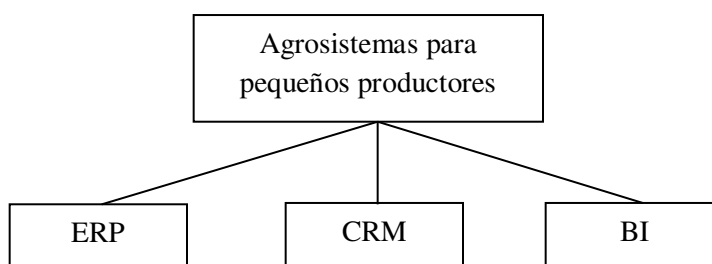 Agrosistemas para
pequeños productores
ERP
CRM
BI